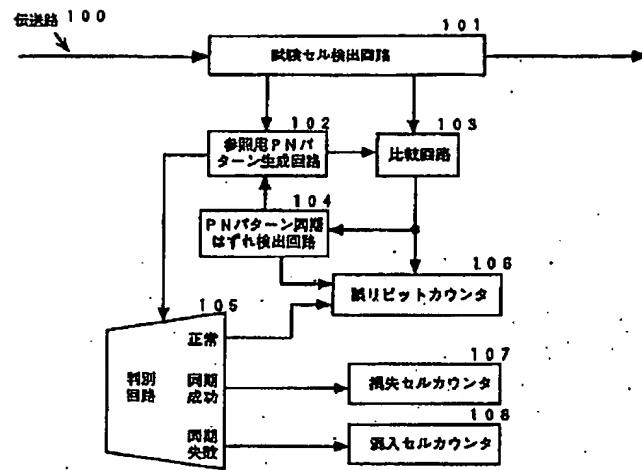 伝送路 100
101
試験セル検出回路
102
参照用PNパ
ターン生成回路
103
比較回路
104
PNパターン同期
はずれ検出回路
106
誤りビットカウンタ
105
正常
判別
回路
同期
成功
同期
失敗
107
損失セルカウンタ
108
混入セルカウンタ